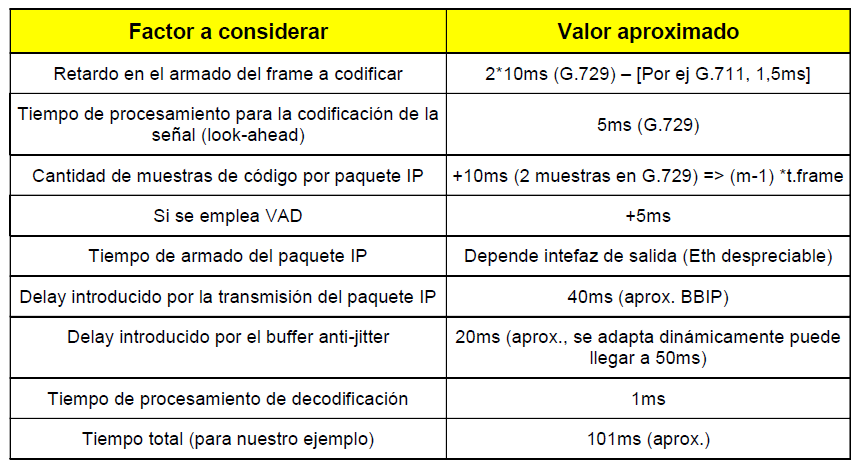 Factor a considerar
Valor aproximado
Retardo en el armado del frame a codificar
2*10ms (G.729) – [Por ej G.711, 1,5ms]
Tiempo de procesamiento para la codificación de la
señal (look-ahead)
5ms (G.729)
Cantidad de muestras de código por paquete IP
+10ms (2 muestras en G.729) => (m-1) *t.frame
Si se emplea VAD
+5ms
Tiempo de armado del paquete IP
Depende intefaz de salida (Eth despreciable)
Delay introducido por la transmisión del paquete IP
40ms (aprox. BBIP)
Delay introducido por el buffer anti-jitter
20ms (aprox., se adapta dinámicamente puede
llegar a 50ms)
Tiempo de procesamiento de decodificación
1ms
Tiempo total (para nuestro ejemplo)
101ms (aprox.)